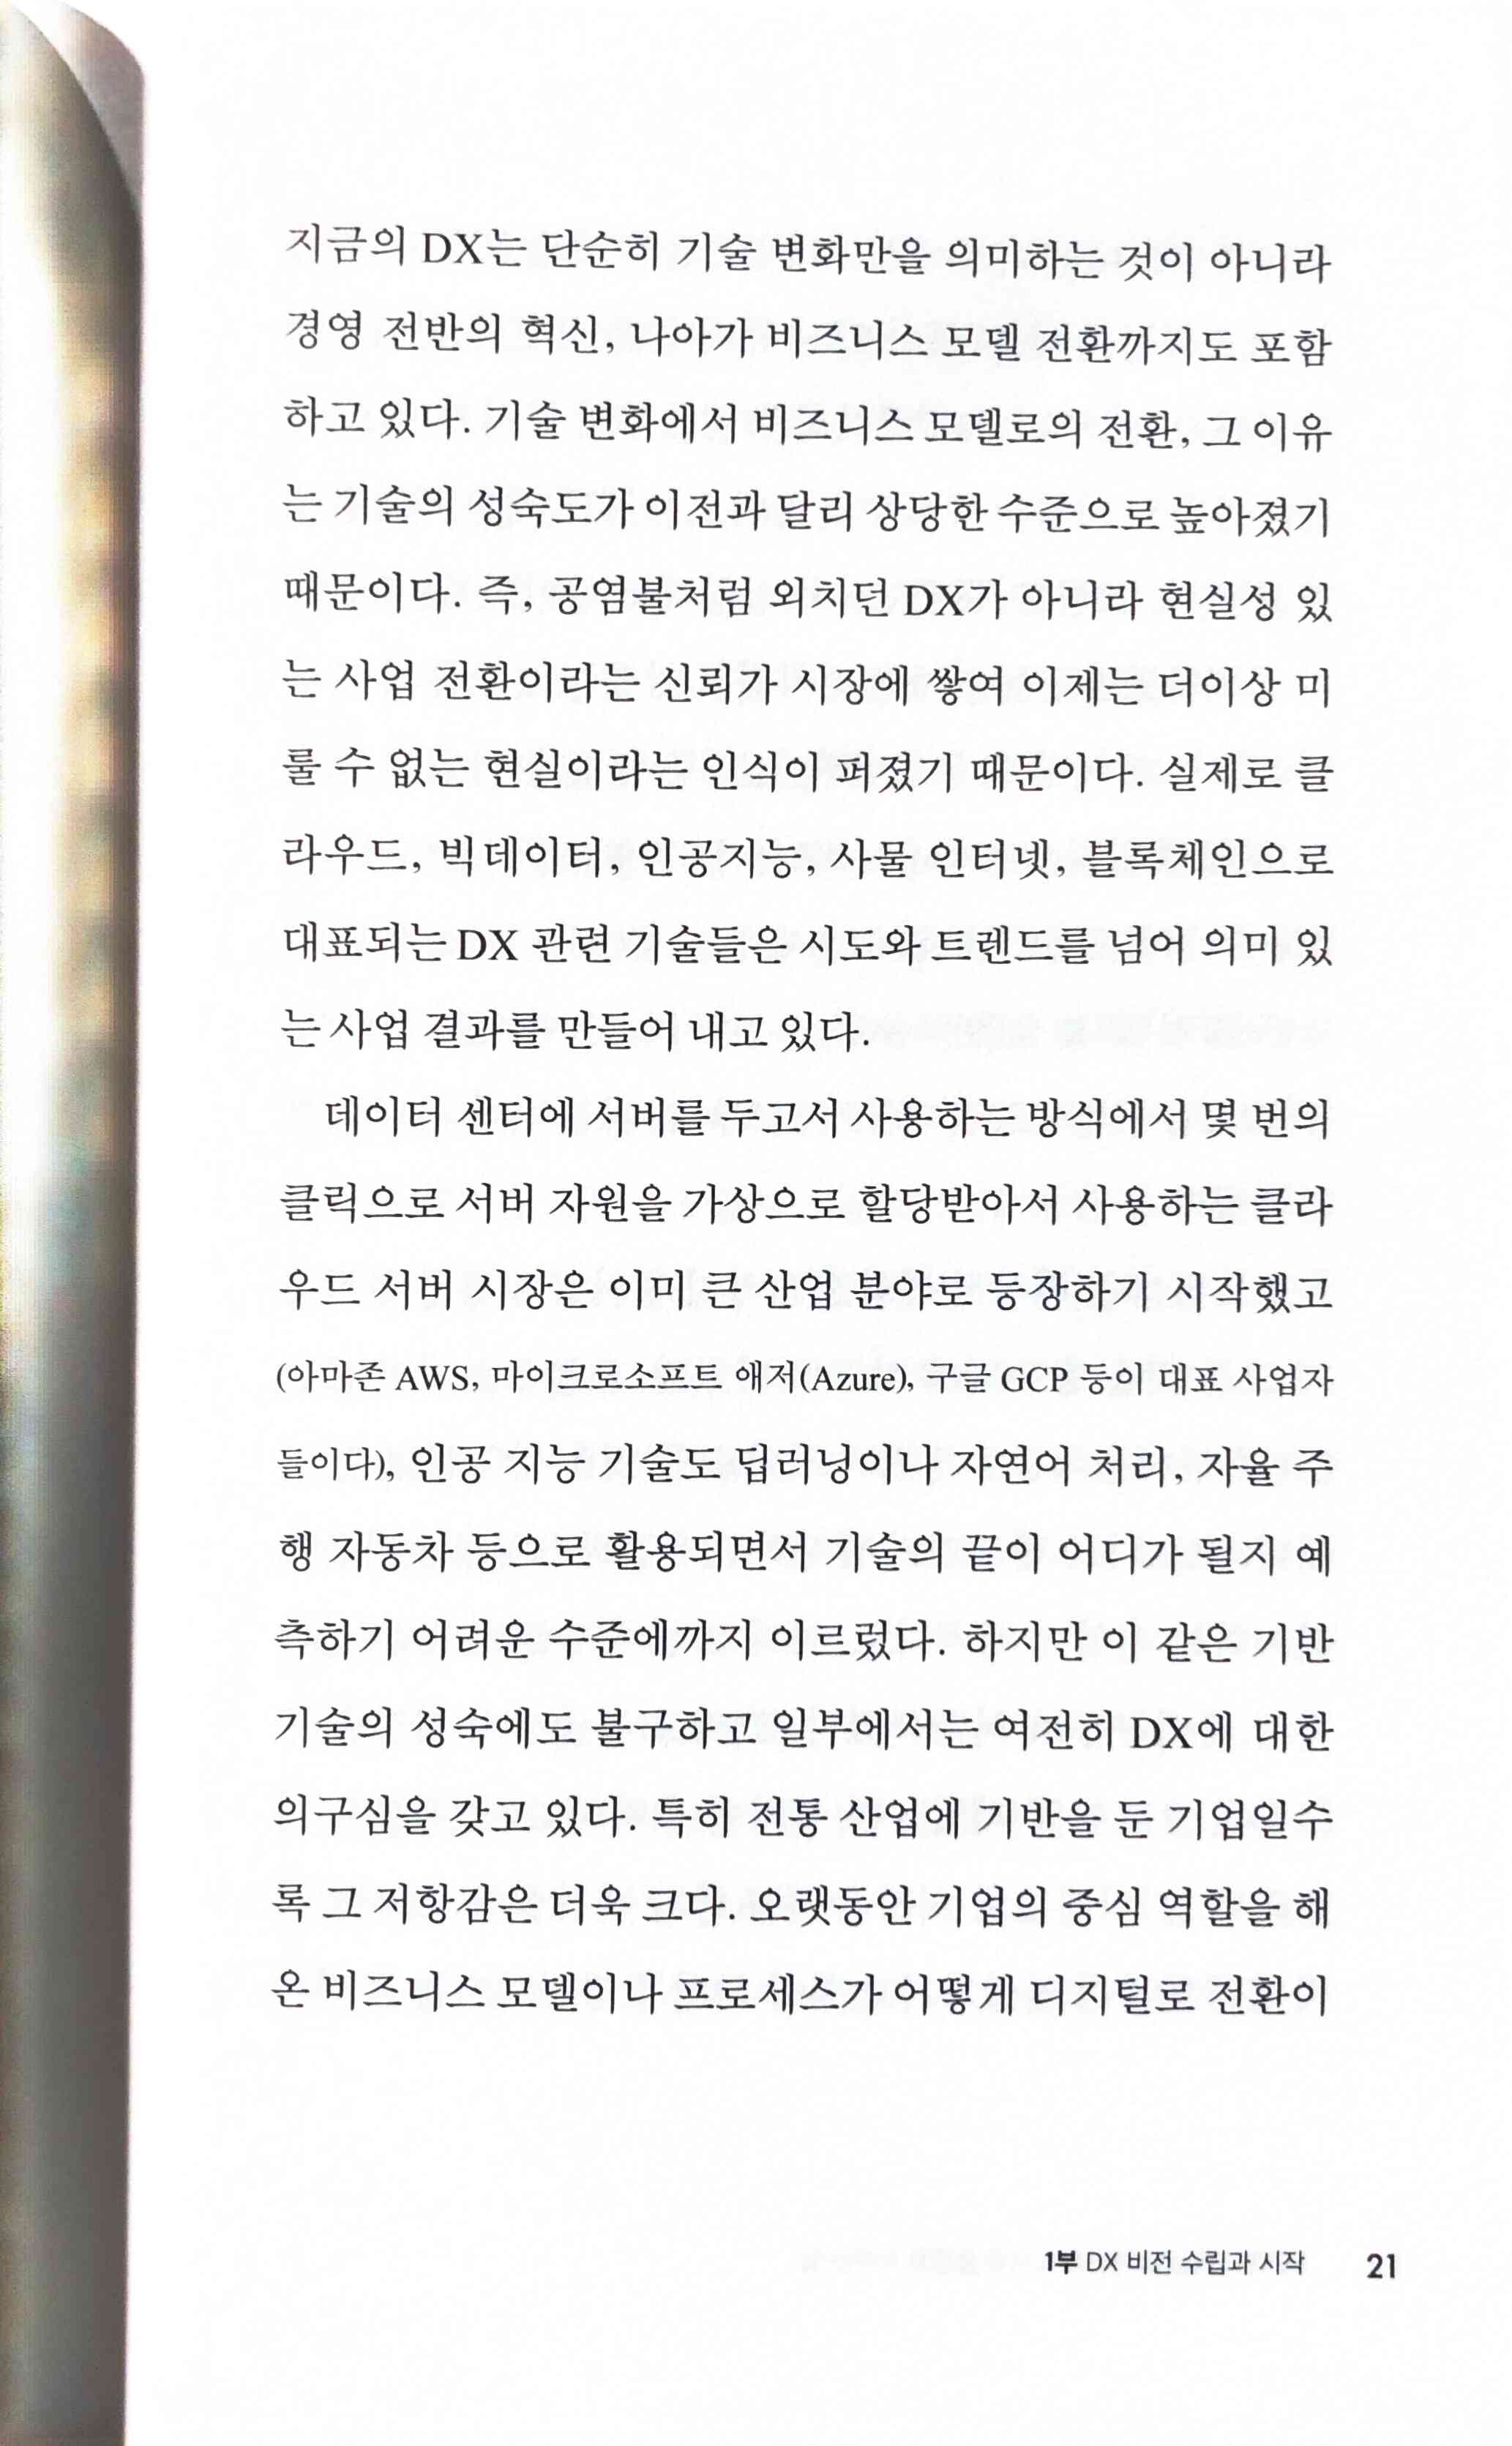 지금의 DX는 단순히 기술 변화만을 의미하는 것이 아니라
경영 전반의 혁신, 나아가 비즈니스 모델 전환까지도 포함
하고 있다. 기술 변화에서 비즈니스 모델로의 전환, 그 이유
는 기술의 성숙도가 이전과 달리 상당한 수준으로 높아졌기
때문이다. 즉, 공염불처럼 외치던 DX가 아니라 현실성 있
는 사업 전환이라는 신뢰가 시장에 쌓여 이제는 더이상 미
룰 수 없는 현실이라는 인식이 퍼졌기 때문이다. 실제로 클
라우드, 빅데이터, 인공지능, 사물 인터넷, 블록체인으로
대표되는 DX 관련 기술들은 시도와 트렌드를 넘어 의미 있
는 사업 결과를 만들어 내고 있다.
데이터 센터에 서버를 두고서 사용하는 방식에서 몇 번의
클릭으로 서버 자원을 가상으로 할당받아서 사용하는 클라
우드 서버 시장은 이미 큰 산업 분야로 등장하기 시작했고
(아마존 AWS, 마이크로소프트 애저(Azure), 구글 GCP 등이 대표 사업자
들이다), 인공 지능 기술도 딥러닝이나 자연어 처리, 자율 주
행 자동차 등으로 활용되면서 기술의 끝이 어디가 될지 예
측하기 어려운 수준에까지 이르렀다. 하지만 이 같은 기반
기술의 성숙에도 불구하고 일부에서는 여전히 DX에 대한
의구심을 갖고 있다. 특히 전통 산업에 기반을 둔 기업일수
록 그 저항감은 더욱 크다. 오랫동안 기업의 중심 역할을 해
온 비즈니스 모델이나 프로세스가 어떻게 디지털로 전환이
1부 DX 비전 수립과 시작 21